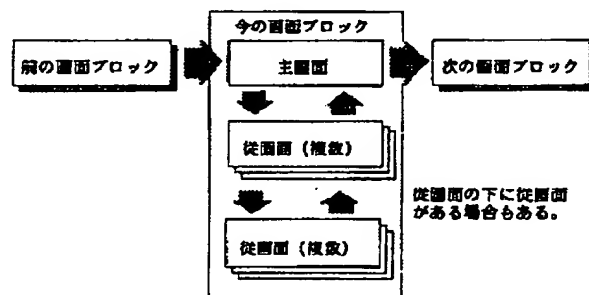 今の画面ブロック
前の画面ブロック
主画面
次の画面ブロック
従画面（複数）
従画面の下に従画面
がある場合もある。
従画面（複数）